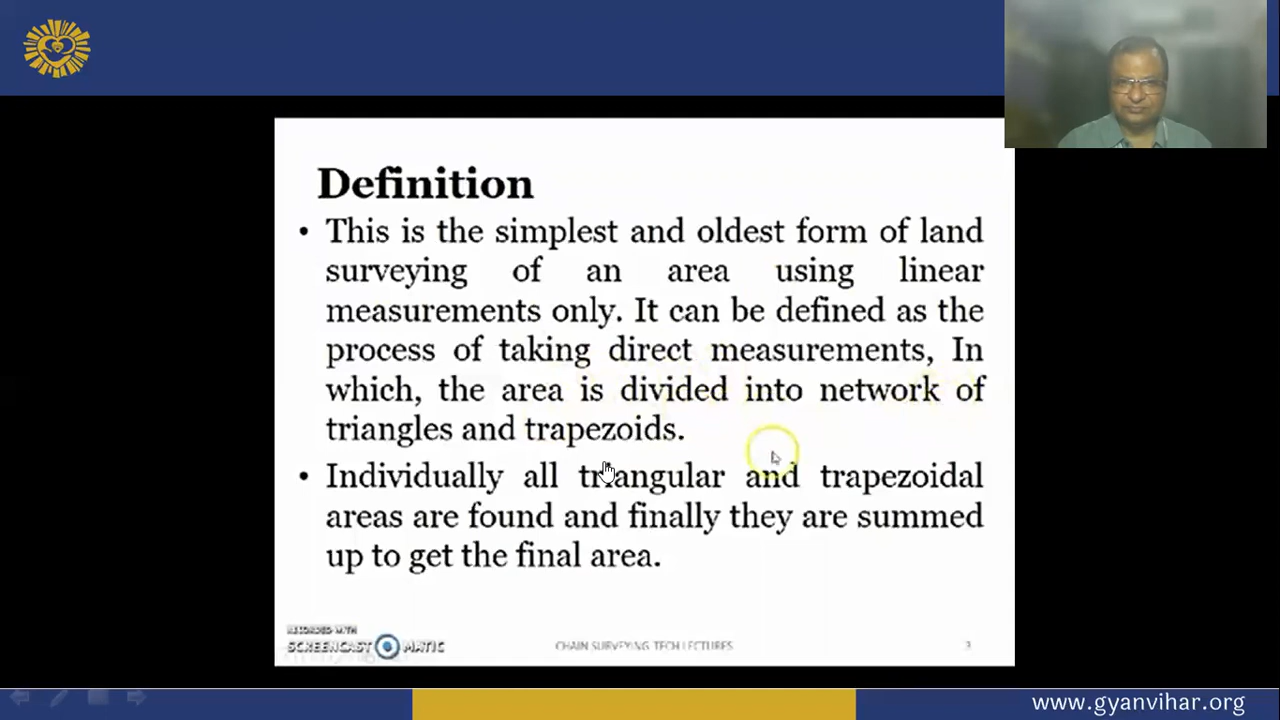 Definition
• This is the simplest and oldest form of land
surveying of an area using linear
measurements only. It can be defined as the
process of taking direct measurements, In
which, the area is divided into network of
triangles and trapezoids.
• Individually all triangular and trapezoidal
areas are found and finally they are summed
up to get the final area.
RECORDED WITH
SCREENCAST MATIC
CHAIN SURVEYING TECH LECTURES
3
www.gyanvihar.org